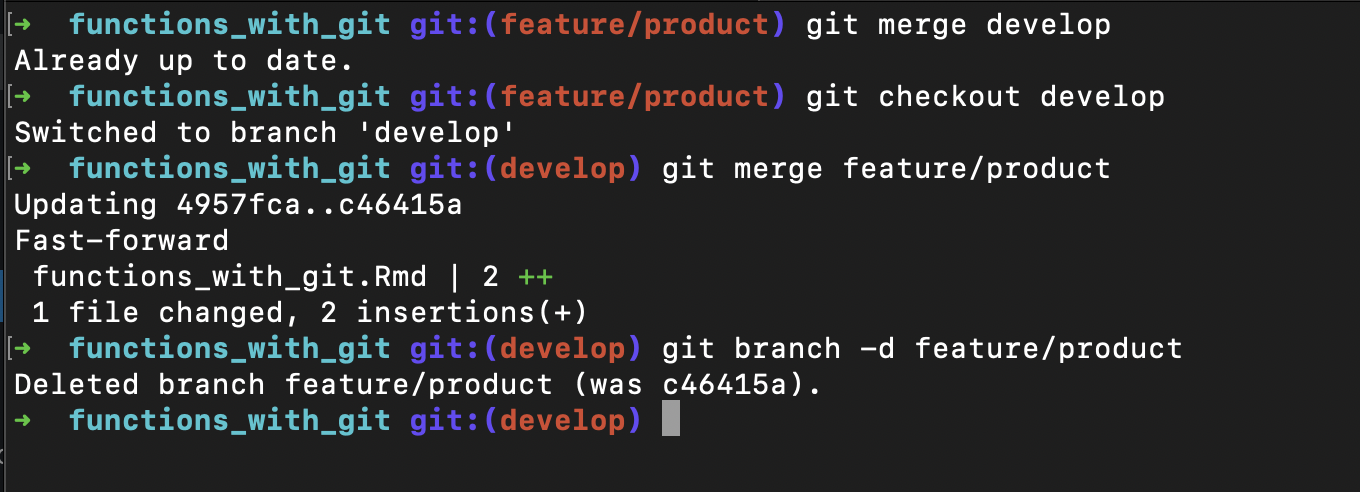 [➜  functions_with_git git:(feature/product) git merge develop
Already up to date.
[➜  functions_with_git git:(feature/product) git checkout develop
Switched to branch 'develop'
[➜  functions_with_git git:(develop) git merge feature/product
Updating 4957fca..c46415a
Fast-forward
 functions_with_git.Rmd | 2 ++
 1 file changed, 2 insertions(+)
[➜  functions_with_git git:(develop) git branch -d feature/product
Deleted branch feature/product (was c46415a).
➜  functions_with_git git:(develop)